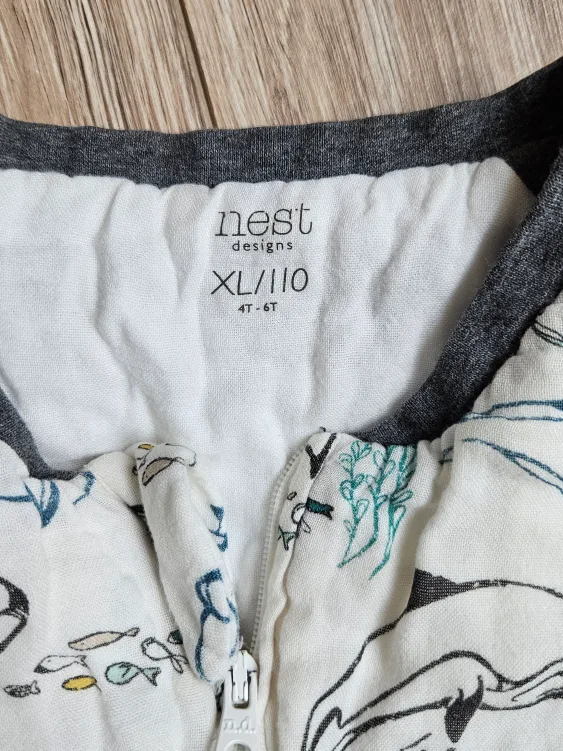 nest
designs
XL/110
4T - 6T
n.d.